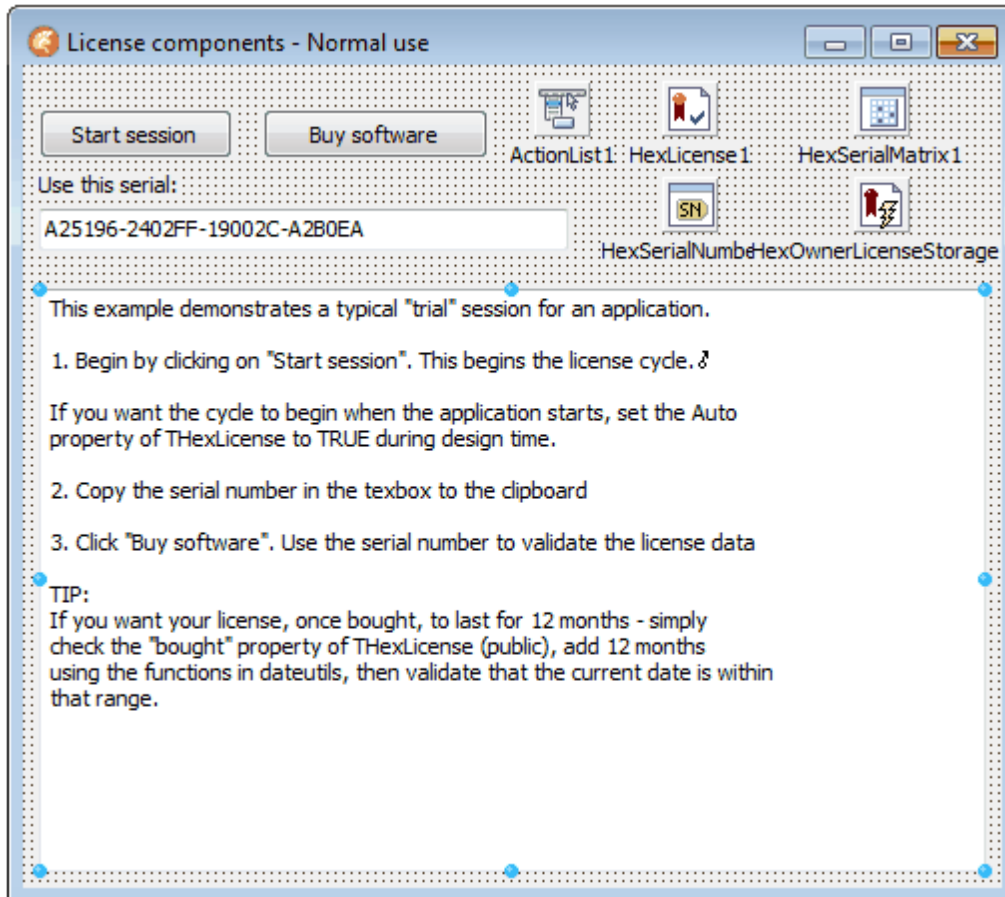 License components - Normal use
Start session
Buy software
ActionList1
HexLicense1
HexSerialMatrix1
Use this serial:
A25196-2402FF-19002C-A2B0EA
HexSerialNumbe
HexOwnerLicenseStorage
This example demonstrates a typical "trial" session for an application.
1. Begin by clicking on "Start session". This begins the license cycle.
If you want the cycle to begin when the application starts, set the Auto
property of THexLicense to TRUE during design time.
2. Copy the serial number in the texbox to the clipboard
3. Click "Buy software". Use the serial number to validate the license data
TIP:
If you want your license, once bought, to last for 12 months - simply
check the "bought" property of THexLicense (public), add 12 months
using the functions in dateutils, then validate that the current date is within
that range.